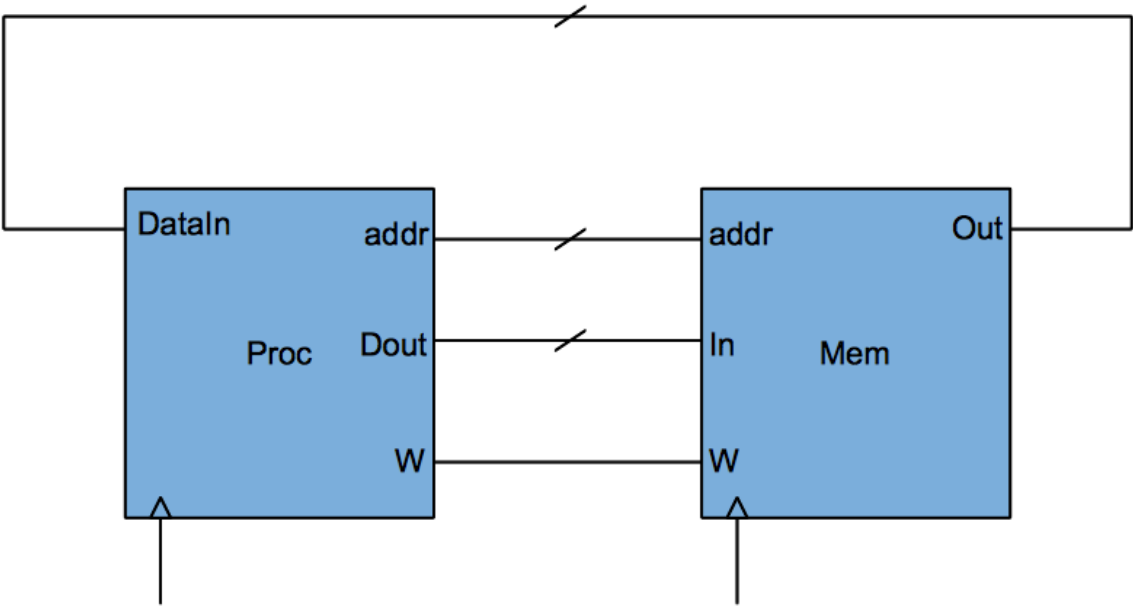 DataIn
addr
Proc
Dout
W
addr
Out
In
Mem
W